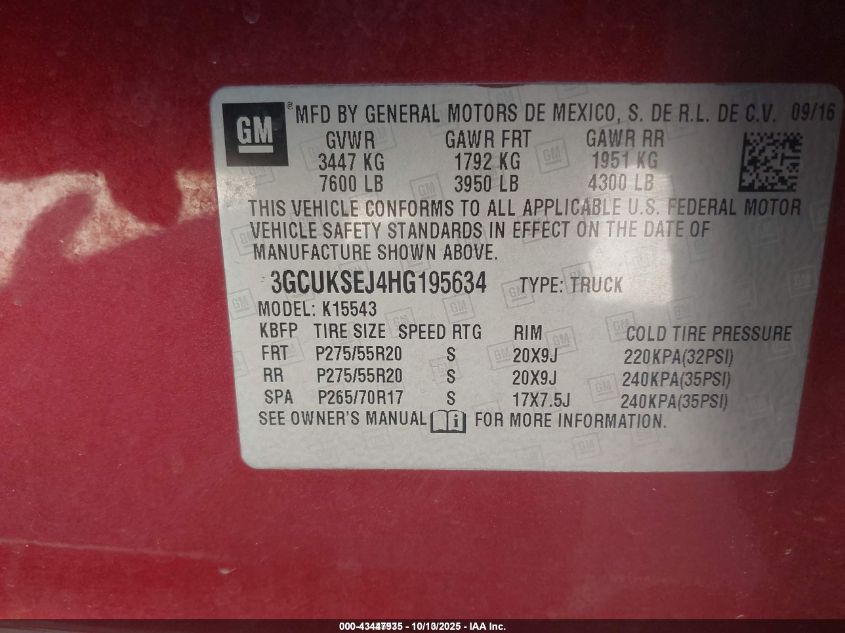 GM
® MFD BY GENERAL MOTORS DE MEXICO, S. DE R.L. DE C.V. 09/16
GVWR GAWR FRT GAWR RR
3447 KG 1792 KG 1951 KG
7600 LB 3950 LB 4300 LB
THIS VEHICLE CONFORMS TO ALL APPLICABLE U.S. FEDERAL MOTOR
VEHICLE SAFETY STANDARDS IN EFFECT ON THE DATE OF
MANUFACTURE SHOWN ABOVE.
3GCUKSEJ4HG195634 TYPE: TRUCK
MODEL: K15543
KBFP TIRE SIZE SPEED RTG RIM COLD TIRE PRESSURE
FRT P275/55R20 S 20X9J 220KPA(32PSI)
RR P275/55R20 S 20X9J 240KPA(35PSI)
SPA P265/70R17 S 17X7.5J 240KPA(35PSI)
SEE OWNER'S MANUAL i FOR MORE INFORMATION.
10/18/2025 - IAA Inc.